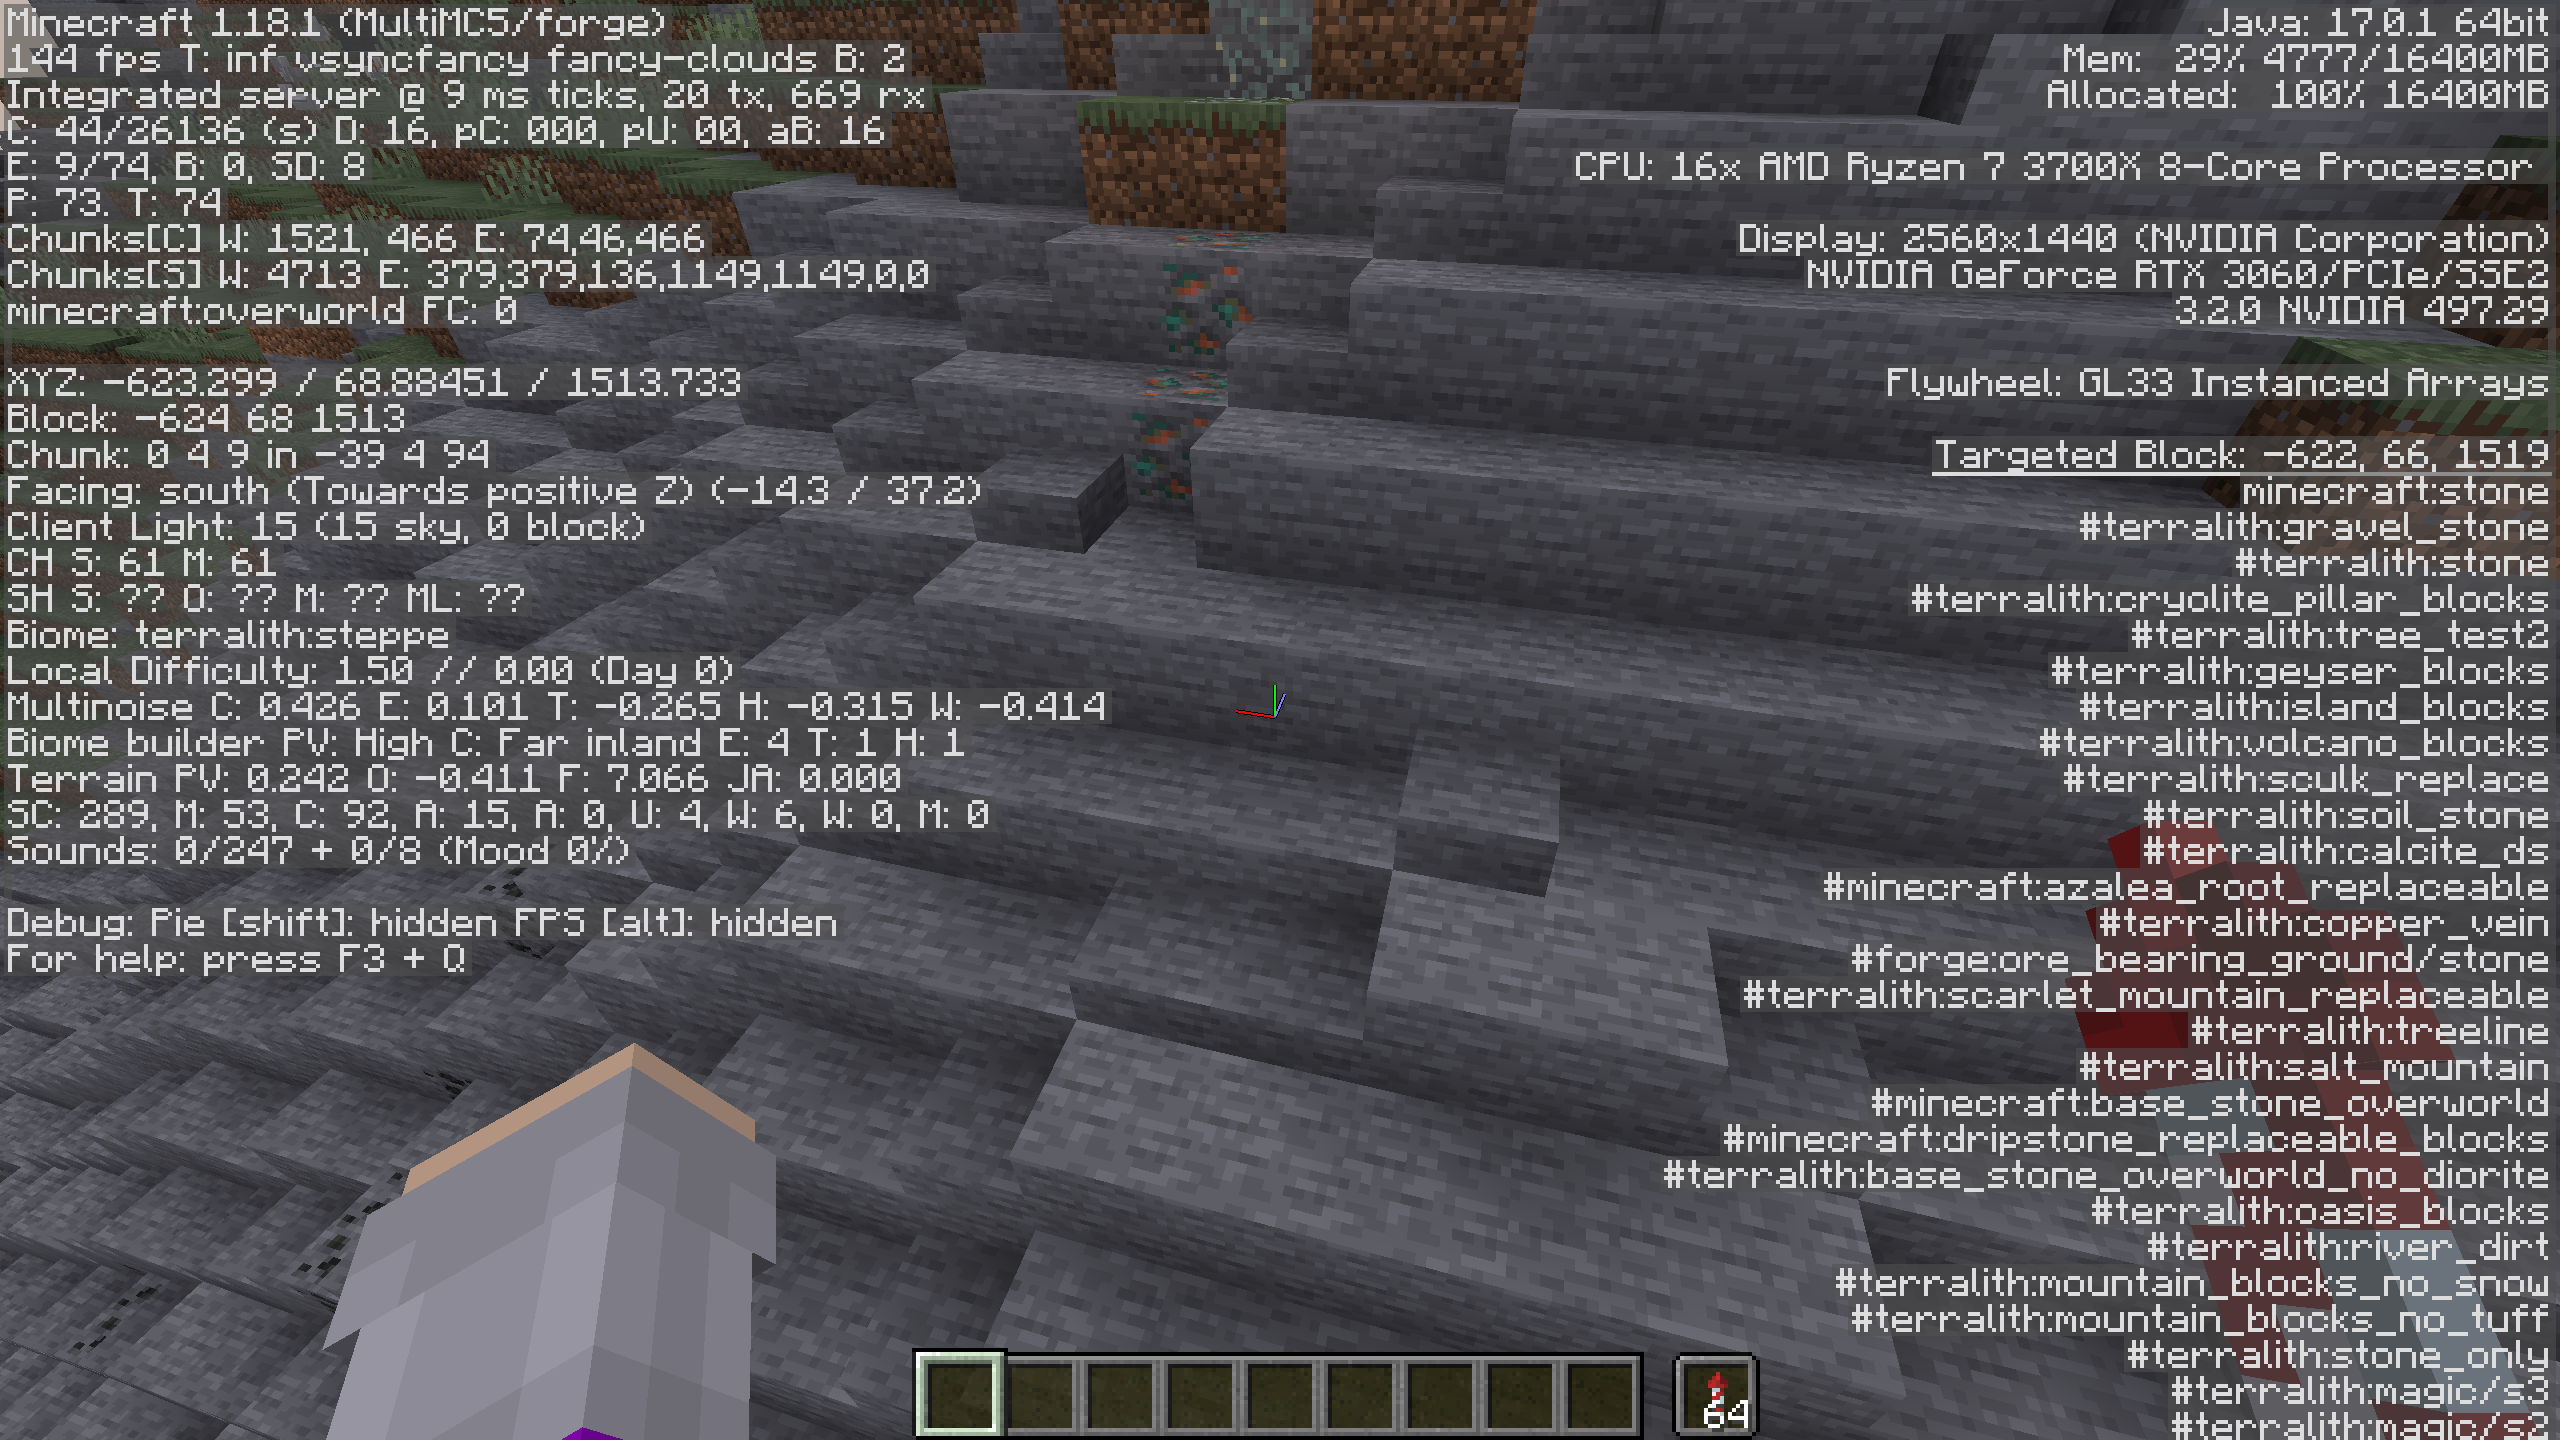 Minecraft 1.18.1 (MultiMC5/forge)
144 fps T: inf vsyncfancy fancy-clouds B: 2
Integrated server @ 9 ms ticks, 20 tx, 669 rx
C: 44/26136 (s) D: 16, pC: 000, pU: 00, aB: 16
E: 9/74, B: 0, SD: 8
P: 73. T: 74
Chunks[C] W: 1521, 466 E: 74,46,466
Chunks[S] W: 4713 E: 379,379,136,1149,1149,0,0
minecraft:overworld FC: 0
XYZ: -623.299 / 68.88451 / 1513.733
Block: -624 68 1513
Chunk: 0 4 9 in -39 4 94
Facing: south (Towards positive Z) (-14.3 / 37.2)
Client Light: 15 (15 sky, 0 block)
CH S: 61 M: 61
SH S: ?? O: ?? M: ?? ML: ??
Biome: terralith:steppe
Local Difficulty: 1.50 // 0.00 (Day 0)
Multinoise C: 0.426 E: 0.101 T: -0.265 H: -0.315 W: -0.414
Biome builder PV: High C: Far inland E: 4 T: 1 H: 1
Terrain PV: 0.242 O: -0.411 F: 7.066 JA: 0.000
SC: 289, M: 53, C: 92, A: 15, A: 0, U: 4, W: 6, W: 0, M: 0
Sounds: 0/247 + 0/8 (Mood 0%)
Debug: Pie [shift]: hidden FPS [alt]: hidden
For help: press F3 + Q
Java: 17.0.1 64bit
Mem: 29% 4777/16400MB
Allocated: 100% 16400MB
CPU: 16x AMD Ryzen 7 3700X 8-Core Processor
Display: 2560x1440 (NVIDIA Corporation)
NVIDIA GeForce RTX 3060/PCIe/SSE2
3.2.0 NVIDIA 497.29
Flywheel: GL33 Instanced Arrays
Targeted Block: -622, 66, 1519
minecraft:stone
#terralith:gravel_stone
#terralith:stone
#terralith:cryolite_pillar_blocks
#terralith:tree_test2
#terralith:geyser_blocks
#terralith:island_blocks
#terralith:volcano_blocks
#terralith:sculk_replace
#terralith:soil_stone
#terralith:calcite_ds
#minecraft:azalea_root_replaceable
#terralith:copper_vein
#forge:ore_bearing_ground/stone
#terralith:scarlet_mountain_replaceable
#terralith:treeline
#terralith:salt_mountain
#minecraft:base_stone_overworld
#minecraft:dripstone_replaceable_blocks
#terralith:base_stone_overworld_no_diorite
#terralith:oasis_blocks
#terralith:river_dirt
#terralith:mountain_blocks_no_snow
#terralith:mountain_blocks_no_tuff
#terralith:stone_only
#terralith:magic/s3
#terralith:magic/s2
64